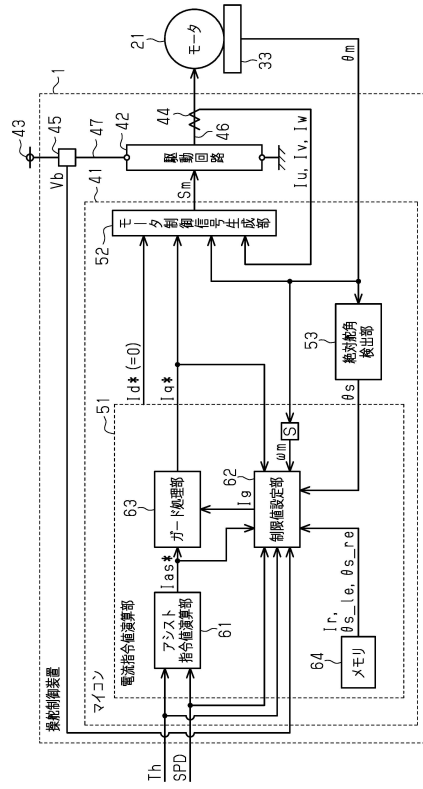 操舵制御装置
1
マイコン
41
電流指令値演算部
51
Th
SPD
アシスト
指令値演算部
61
Ias*
ガード処理部
63
Ig
制限値設定部
62
メモリ
64
Ir,
θs_le, θs_re
Id*(=0)
Iq*
ωm
S
θs
絶対舵角
検出部
53
モータ制御信号生成部
52
Sm
駆動回路
42
43
45
47
Vb
44
46
Iu, Iv, Iw
モータ
21
33
θm